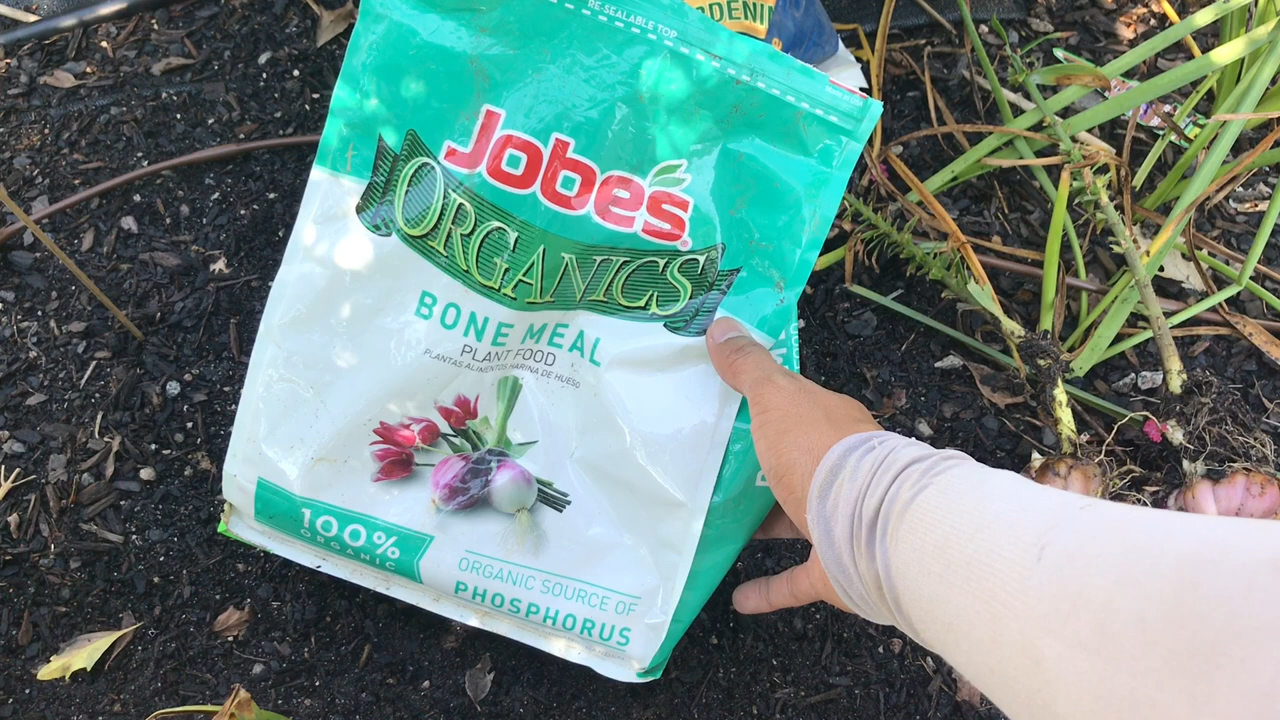 RE-SEALABLE TOP
Jobe's
ORGANICS
BONE MEAL
PLANT FOOD
PLANTAS ALIMENTOS HARINA DE HUESO
100%
ORGANIC
ORGANIC SOURCE OF
PHOSPHORUS